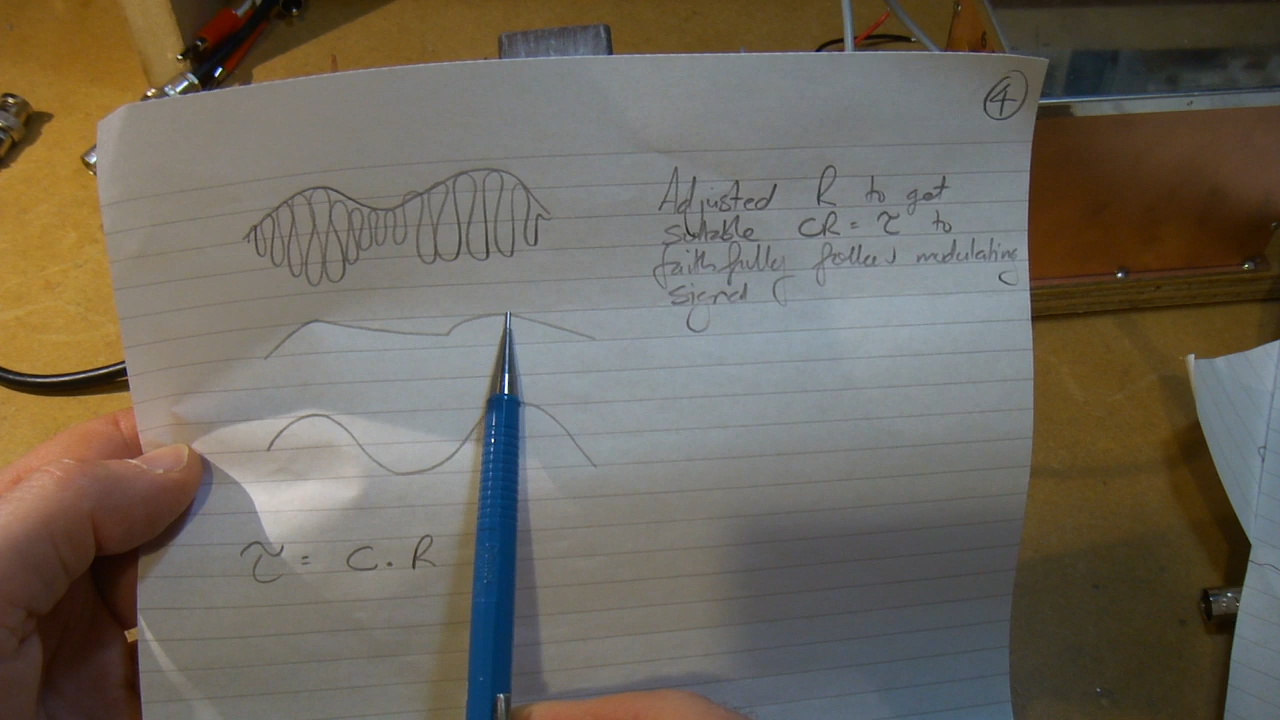 ④
Adjusted R to get
suitable CR = τ to
faithfully follow modulating
signal
τ = C.R